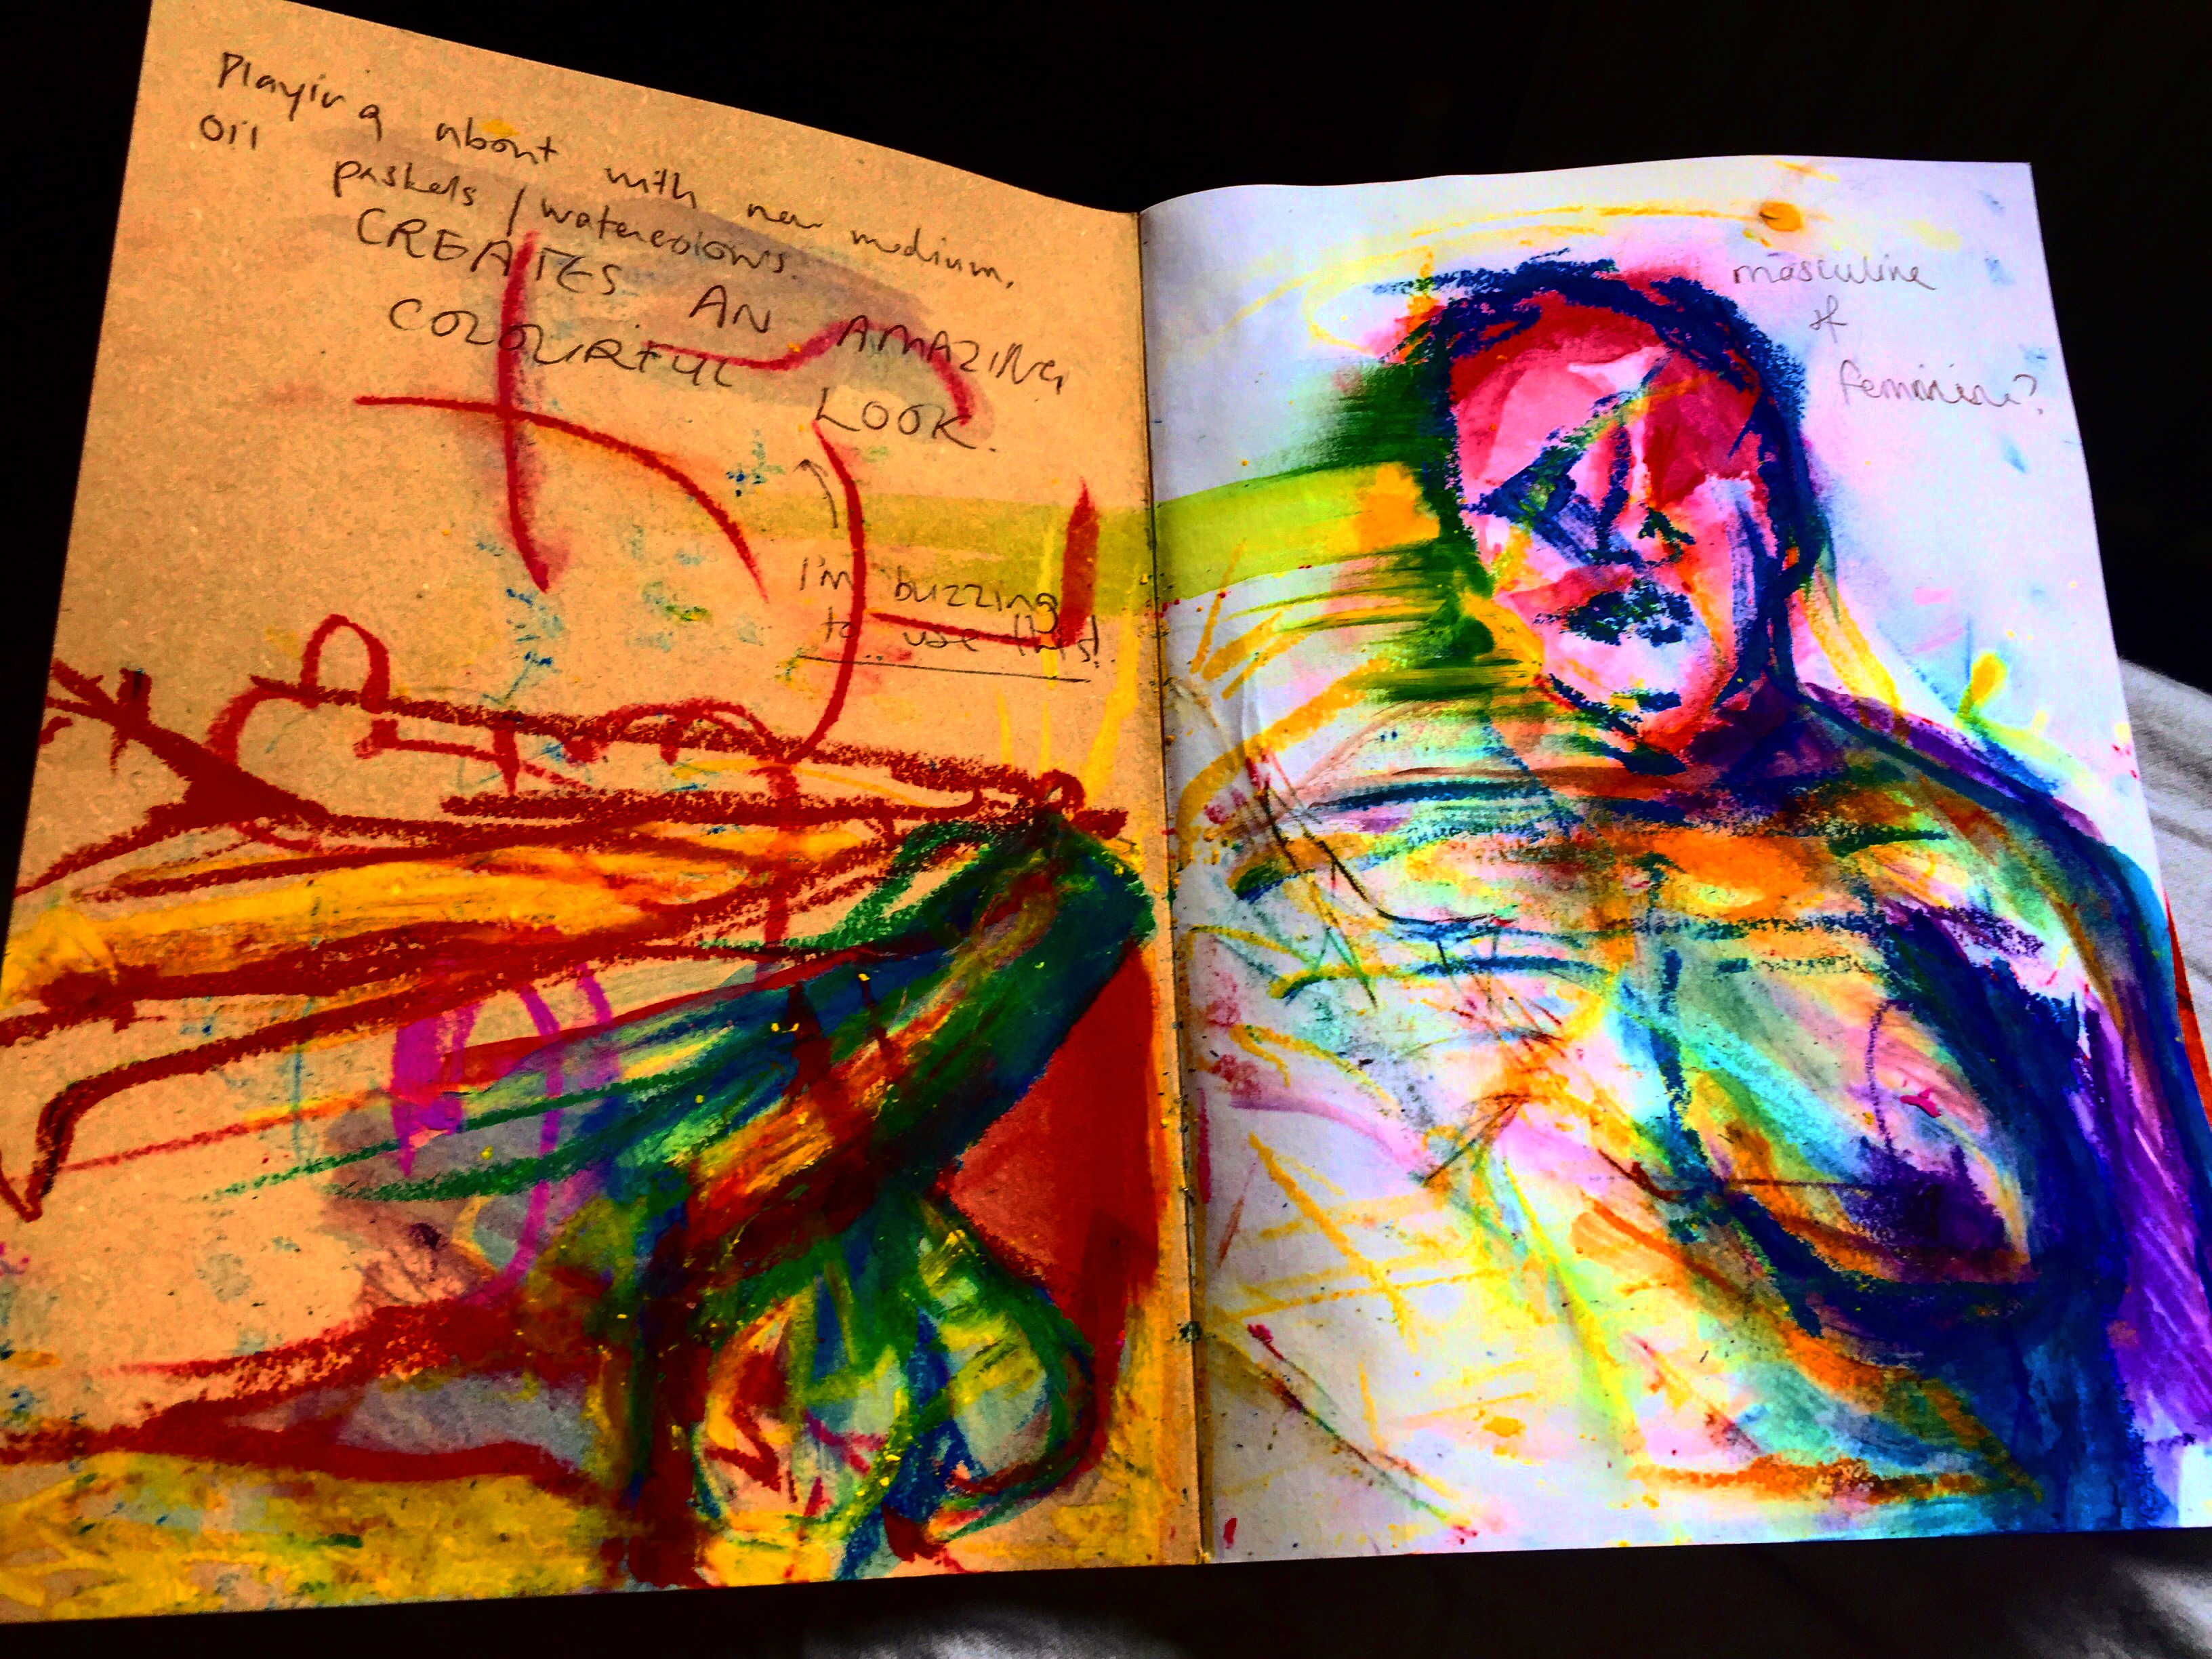 Playing about with new medium,
Oil pastels / watercolours.
CREATES AN AMAZING
COLOURFUL LOOK.
I'm buzzing
to use this!
masculine
feminine?